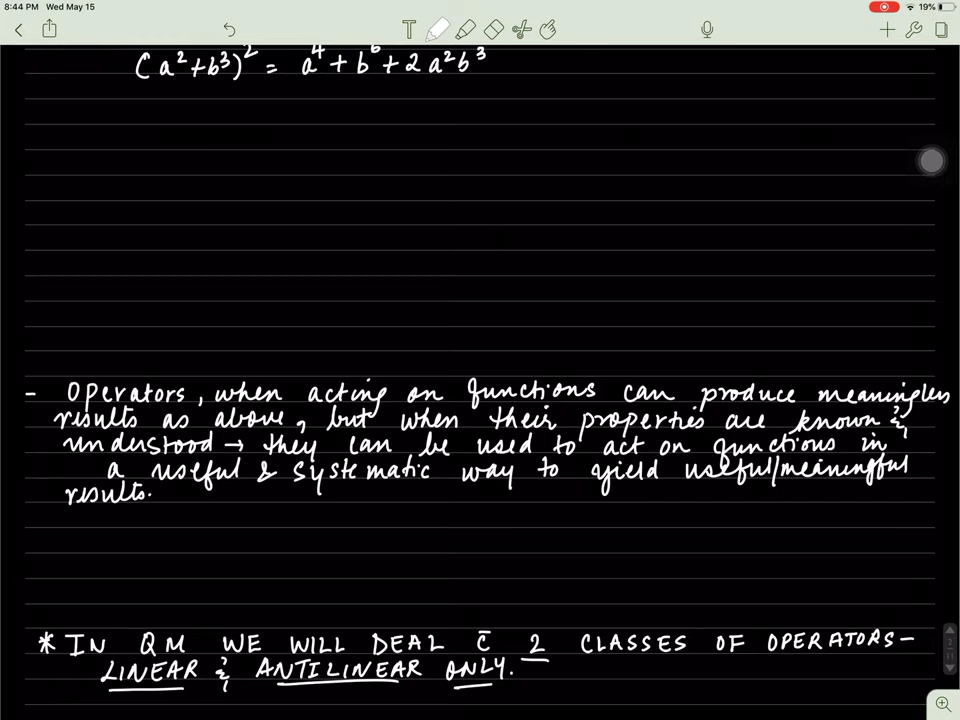 8:44 PM Wed May 15
19%
(a²+b³)² = a⁴ + b⁶ + 2a²b³
- Operators, when acting on functions can produce meaningless
results as above, but when their properties are known &
understood → they can be used to act on functions in
a useful & systematic way to yield useful/meaningful
results.
* IN QM WE WILL DEAL C̄ 2 CLASSES OF OPERATORS-
LINEAR & ANTILINEAR ONLY.